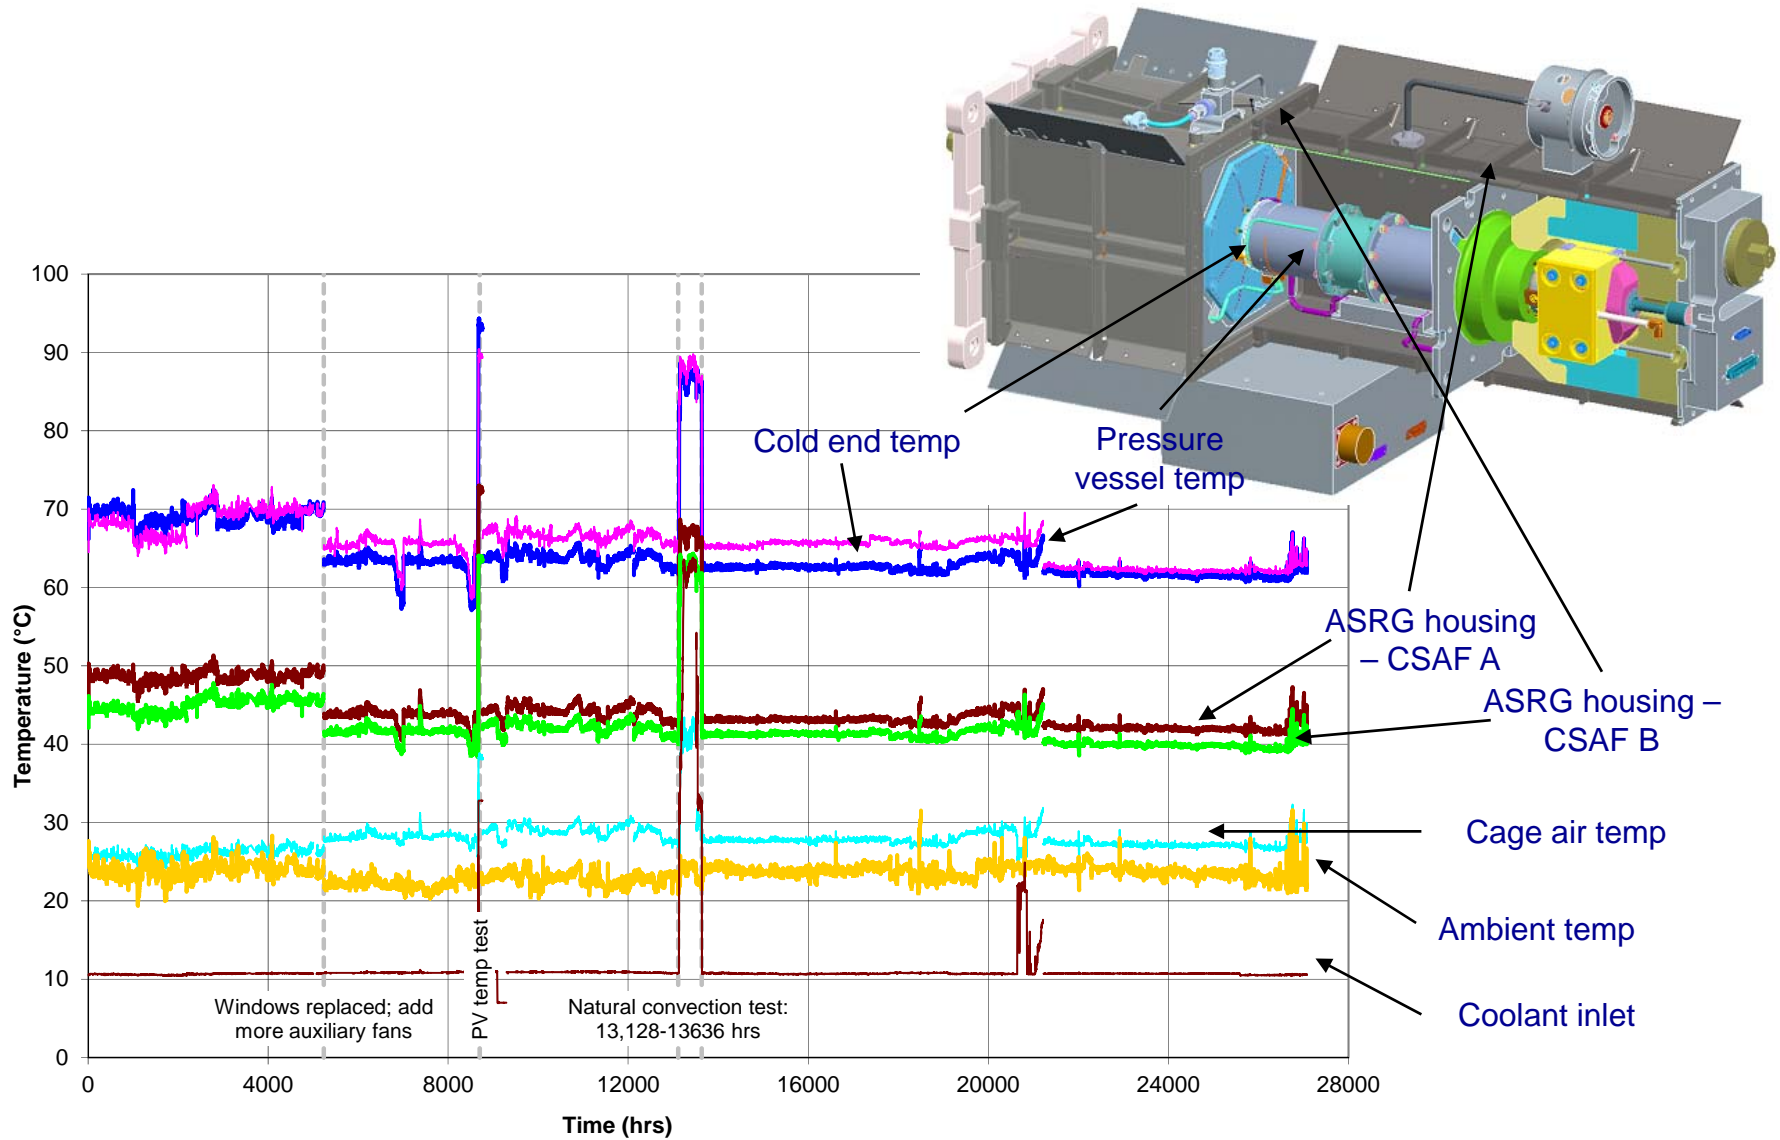 100
90
80
70
60
50
40
30
20
10
0
Temperature (°C)
0
4000
8000
12000
16000
20000
24000
28000
Time (hrs)
Windows replaced; add
more auxiliary fans
PV temp test
Natural convection test:
13,128-13636 hrs
Cold end temp
Pressure
vessel temp
ASRG housing
– CSAF A
ASRG housing –
CSAF B
Cage air temp
Ambient temp
Coolant inlet